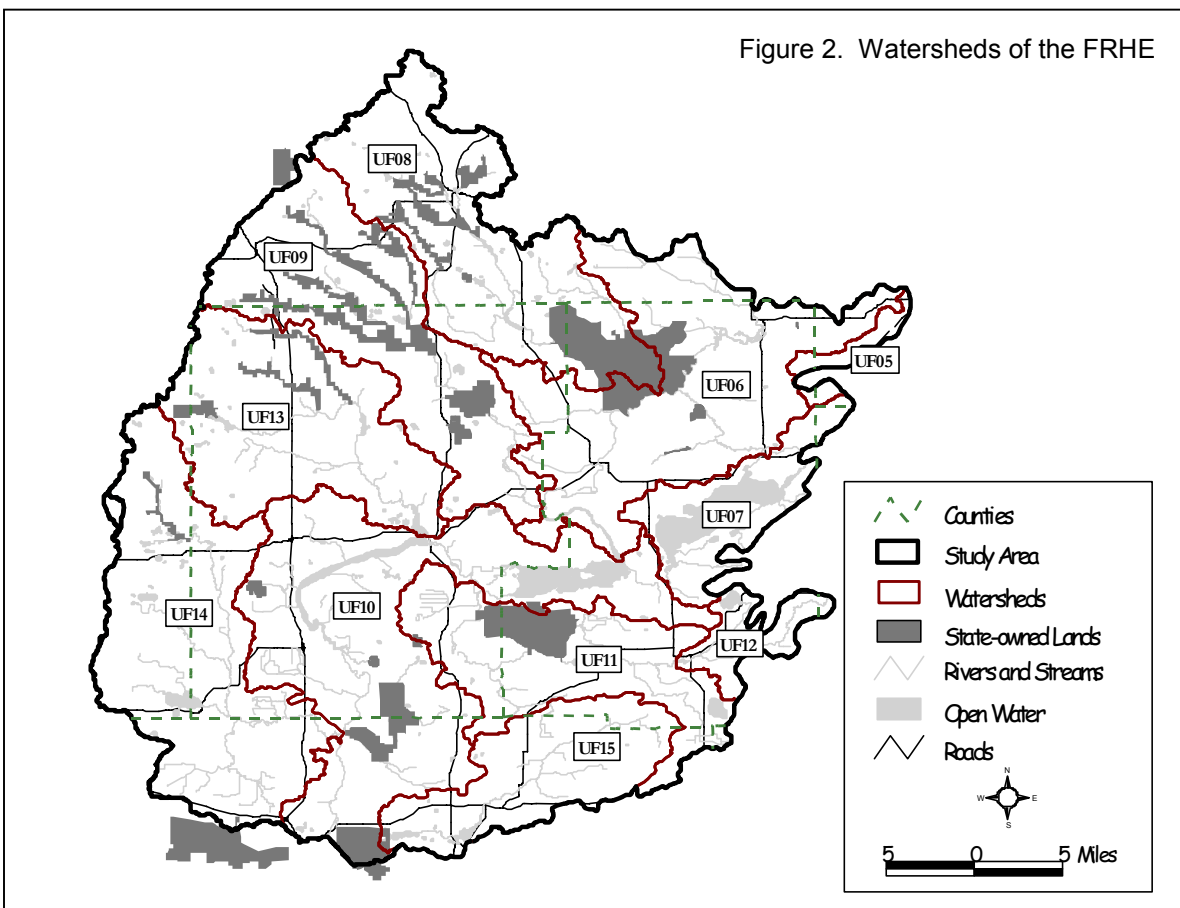 Figure 2.  Watersheds of the FRHE
UF08
UF09
UF05
UF06
UF13
UF07
UF10
UF14
UF12
UF11
UF15
Counties
Study Area
Watersheds
State-owned Lands
Rivers and Streams
Open Water
Roads
N
W E
S
5 0 5 Miles